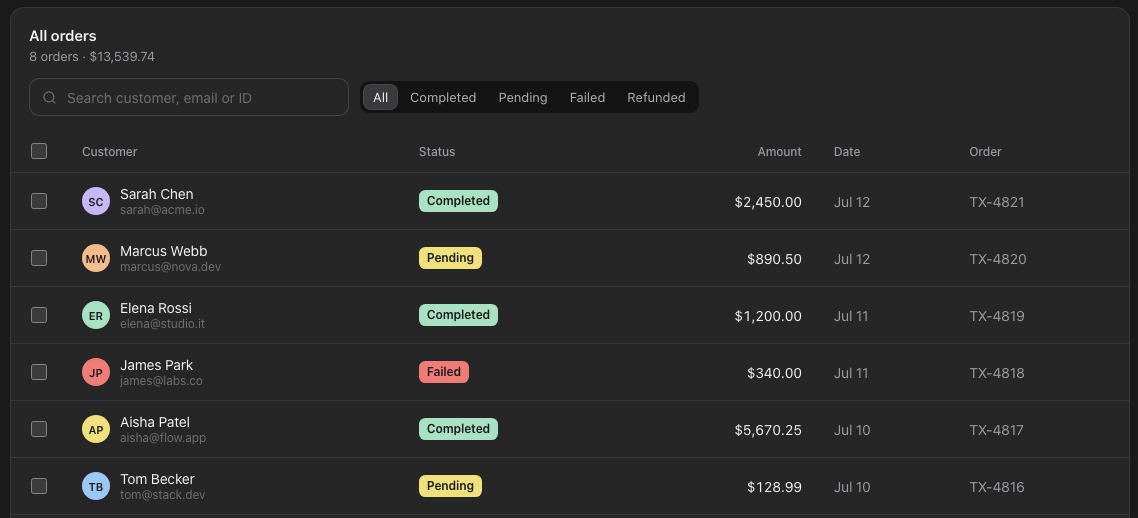 All orders
8 orders · $13,539.74
Search customer, email or ID
All Completed Pending Failed Refunded
Customer Status Amount Date Order
SC Sarah Chen Completed $2,450.00 Jul 12 TX-4821
sarah@acme.io
MW Marcus Webb Pending $890.50 Jul 12 TX-4820
marcus@nova.dev
ER Elena Rossi Completed $1,200.00 Jul 11 TX-4819
elena@studio.it
JP James Park Failed $340.00 Jul 11 TX-4818
james@labs.co
AP Aisha Patel Completed $5,670.25 Jul 10 TX-4817
aisha@flow.app
TB Tom Becker Pending $128.99 Jul 10 TX-4816
tom@stack.dev